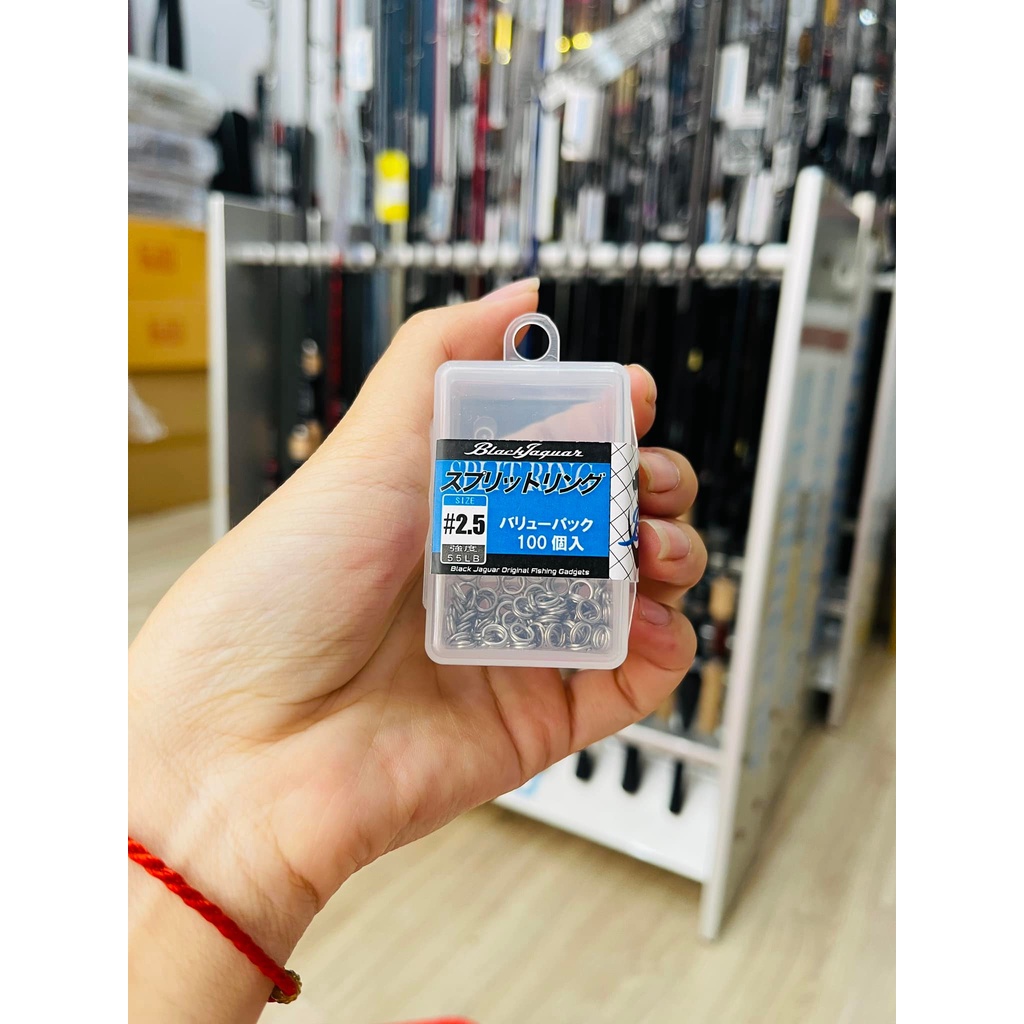 Black Jaguar
SPLIT RING
スプリットリング
SIZE
#2.5
バリューパック
100個入
強度
55LB
Black Jaguar Original Fishing Gadgets